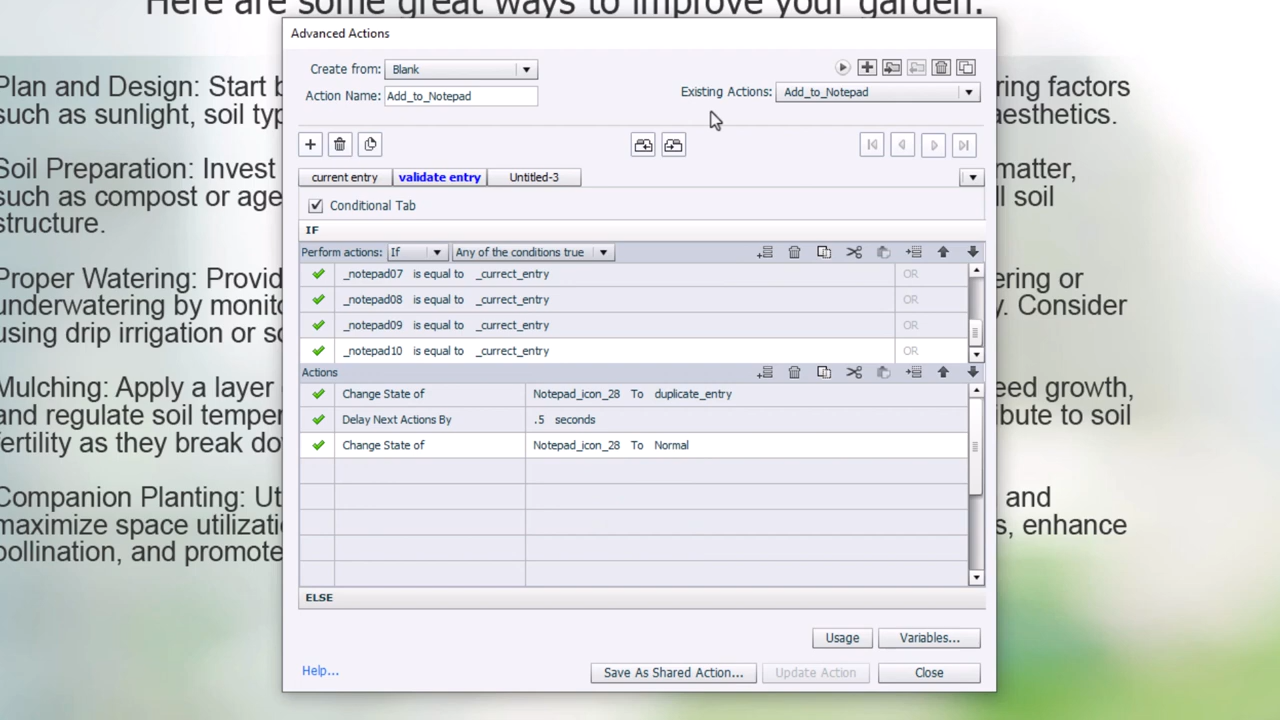 Here are some great ways to improve your garden:
Advanced Actions
Create from: Blank
Existing Actions: Add_to_Notepad
Action Name: Add_to_Notepad
current entry validate entry Untitled-3
Conditional Tab
IF
Perform actions: If Any of the conditions true
_notepad07 is equal to _currect_entry OR
_notepad08 is equal to _currect_entry OR
_notepad09 is equal to _currect_entry OR
_notepad10 is equal to _currect_entry OR
Actions
Change State of Notepad_icon_28 To duplicate_entry
Delay Next Actions By .5 seconds
Change State of Notepad_icon_28 To Normal
ELSE
Usage Variables...
Help... Save As Shared Action... Update Action Close
Plan and Design: Start b
ring factors
such as sunlight, soil typ
aesthetics.
Soil Preparation: Invest
matter,
such as compost or age
ll soil
structure.
Proper Watering: Provid
ering or
underwatering by monito
y. Consider
using drip irrigation or so
Mulching: Apply a layer
eed growth,
and regulate soil temper
ibute to soil
fertility as they break do
Companion Planting: Ut
and
maximize space utilizati
s, enhance
pollination, and promote